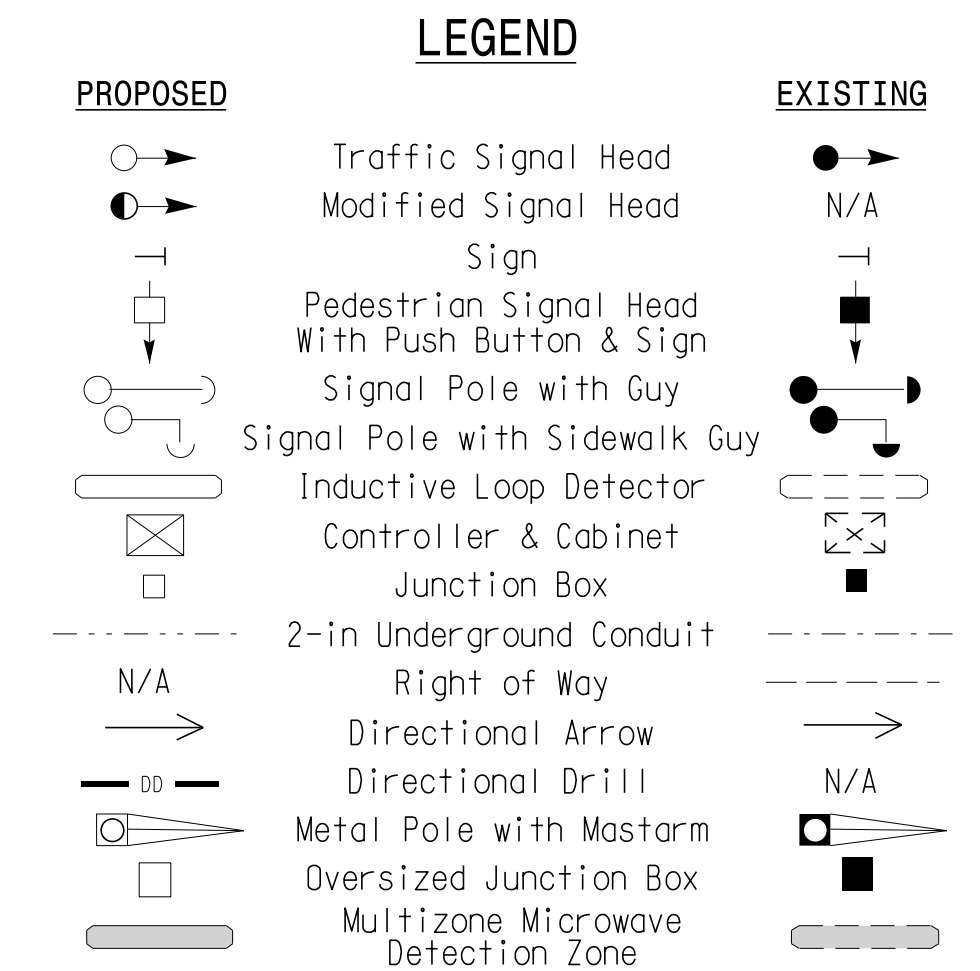 LEGEND
PROPOSED EXISTING
Traffic Signal Head
Modified Signal Head N/A
Sign
Pedestrian Signal Head
With Push Button & Sign
Signal Pole with Guy
Signal Pole with Sidewalk Guy
Inductive Loop Detector
Controller & Cabinet
Junction Box
2-in Underground Conduit
N/A Right of Way
Directional Arrow
DD Directional Drill N/A
Metal Pole with Mastarm
Oversized Junction Box
Multizone Microwave
Detection Zone